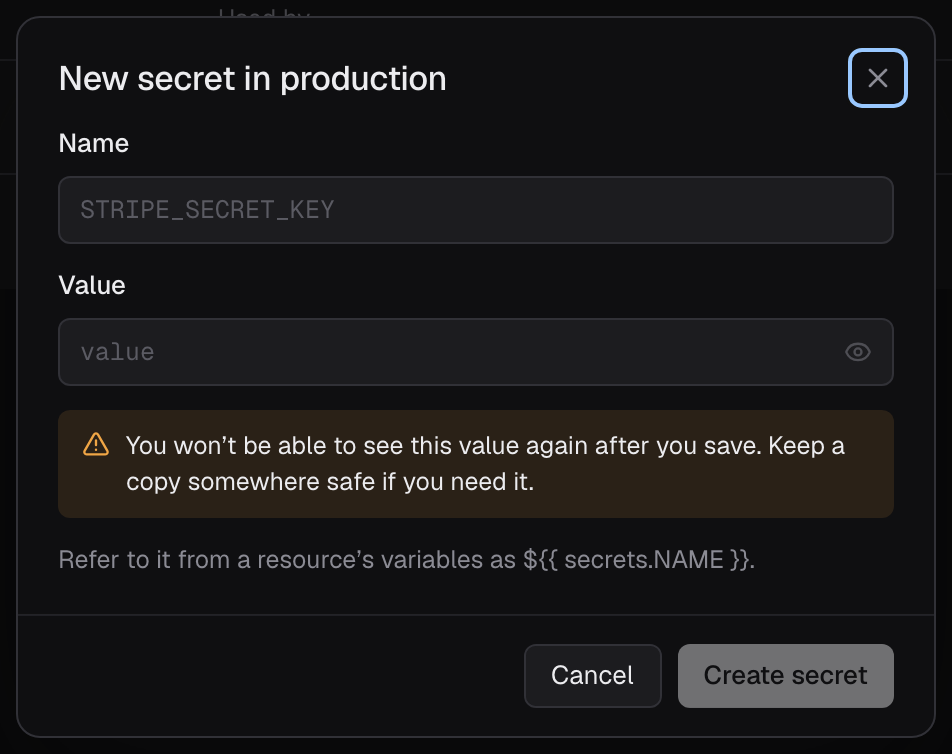 Used by
New secret in production
Name
STRIPE_SECRET_KEY
Value
value
You won’t be able to see this value again after you save. Keep a
copy somewhere safe if you need it.
Refer to it from a resource’s variables as ${{ secrets.NAME }}.
Cancel
Create secret